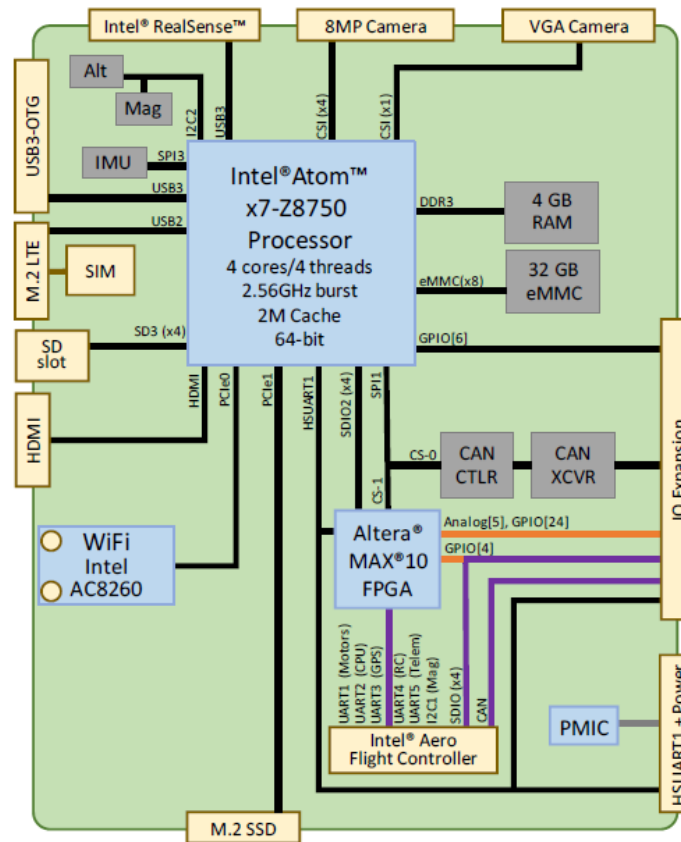 Intel® RealSense™
8MP Camera
VGA Camera
Alt
Mag
IMU
I2C2
USB3
CSI (x4)
CSI (x1)
SPI3
USB3-OTG
USB3
USB2
M.2 LTE
SIM
SD3 (x4)
SD
slot
HDMI
Intel®Atom™
x7-Z8750
Processor
4 cores/4 threads
2.56GHz burst
2M Cache
64-bit
DDR3
4 GB
RAM
eMMC(x8)
32 GB
eMMC
GPIO[6]
HDMI
PCIe0
PCIe1
HSUART1
SDIO2 (x4)
SPI1
CS-0
CS-1
CAN
CTLR
CAN
XCVR
IO Expansion
WiFi
Intel
AC8260
Altera®
MAX®10
FPGA
Analog[5], GPIO[24]
GPIO[4]
UART1 (Motors)
UART2 (CPU)
UART3 (GPS)
UART4 (RC)
UART5 (Telem)
I2C1 (Mag)
SDIO (x4)
CAN
Intel® Aero
Flight Controller
PMIC
HSUART1 + Power
M.2 SSD